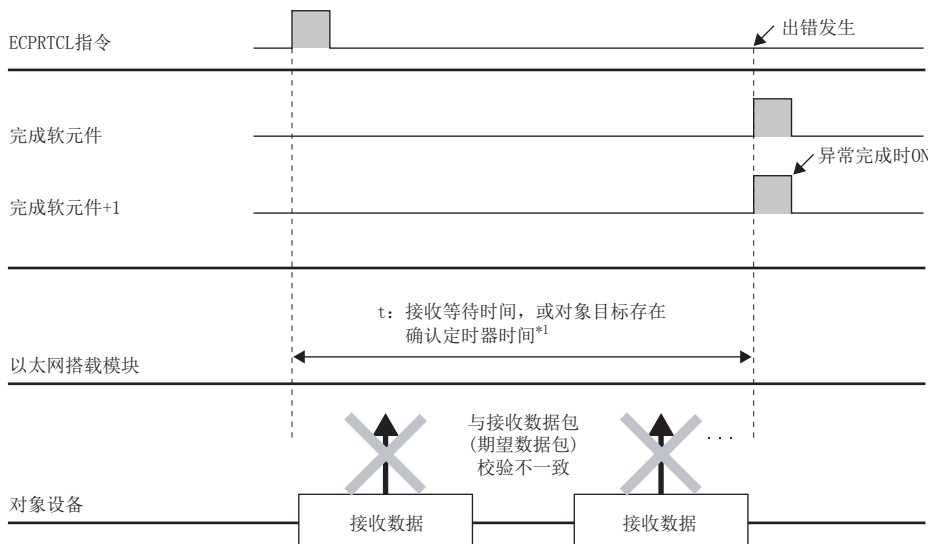 ECPRTCL指令
出错发生
完成软元件
异常完成时ON
完成软元件+1
t: 接收等待时间，或对象目标存在
确认定时器时间*1
以太网搭载模块
与接收数据包
(期望数据包)
校验不一致
...
对象设备
接收数据
接收数据